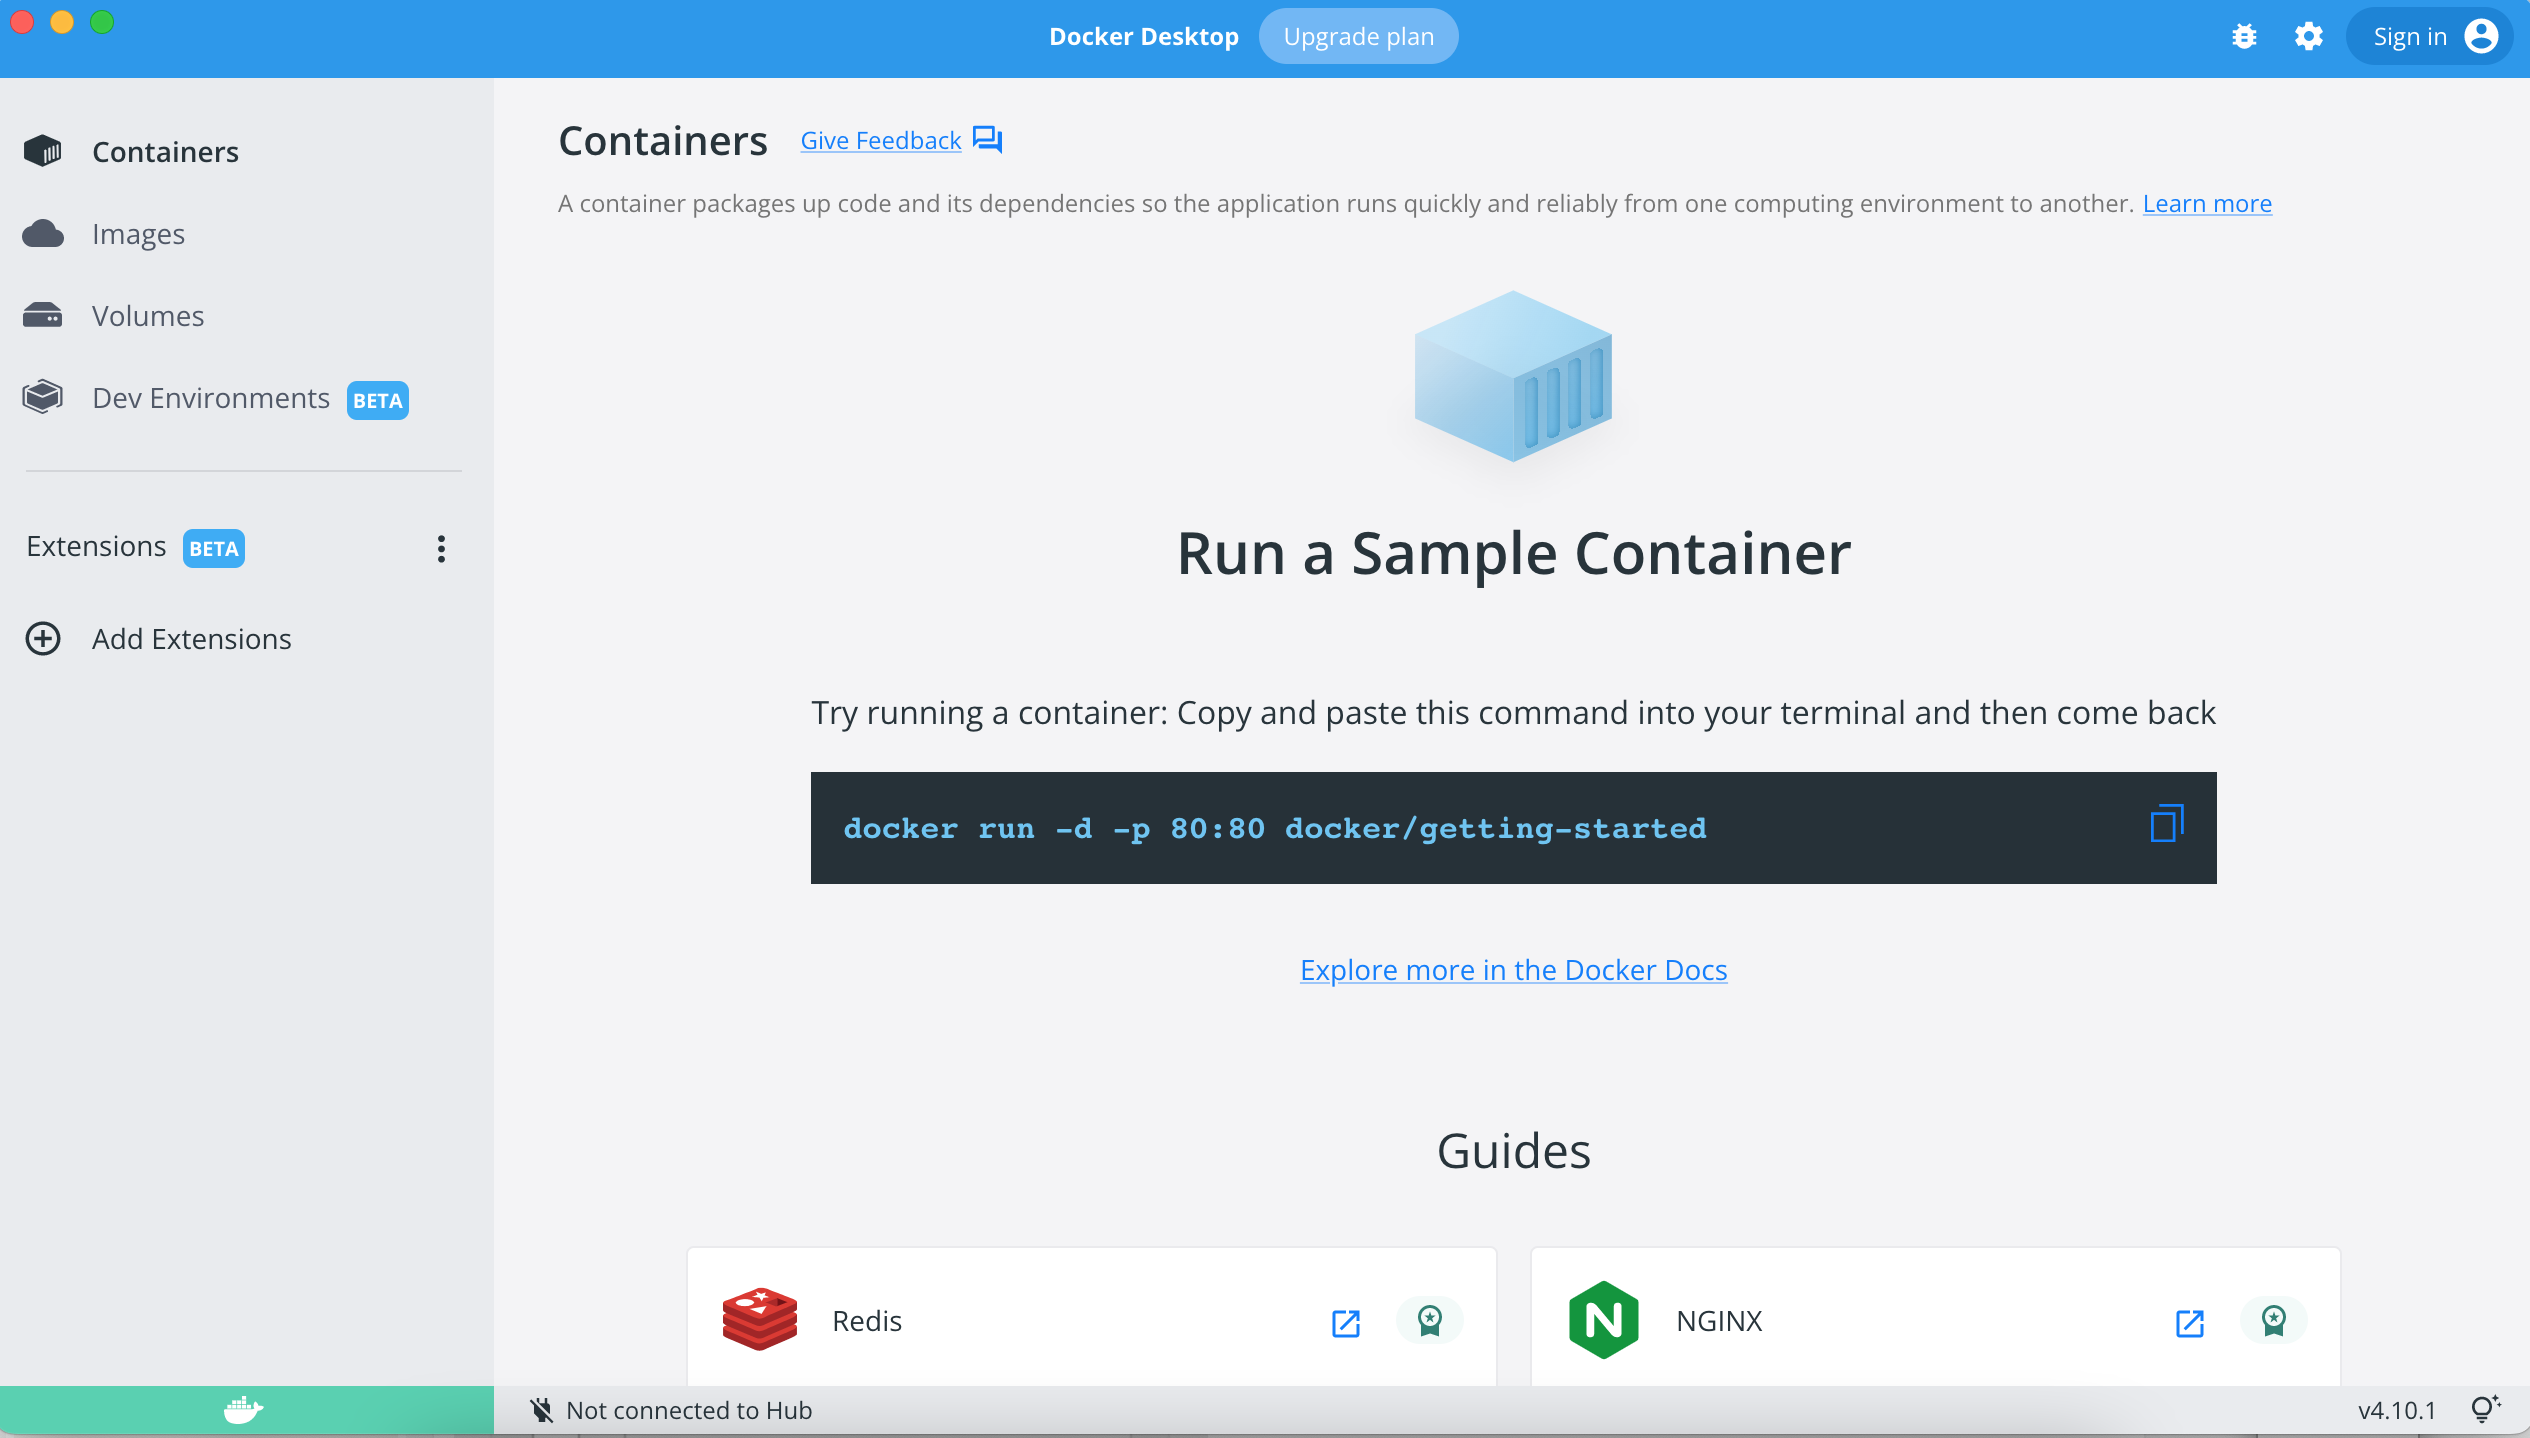 Docker Desktop Upgrade plan Sign in
Containers
Images
Volumes
Dev Environments BETA
Extensions BETA
Add Extensions
Containers Give Feedback
A container packages up code and its dependencies so the application runs quickly and reliably from one computing environment to another. Learn more
Run a Sample Container
Try running a container: Copy and paste this command into your terminal and then come back
docker run -d -p 80:80 docker/getting-started
Explore more in the Docker Docs
Guides
Redis
NGINX
Not connected to Hub
v4.10.1